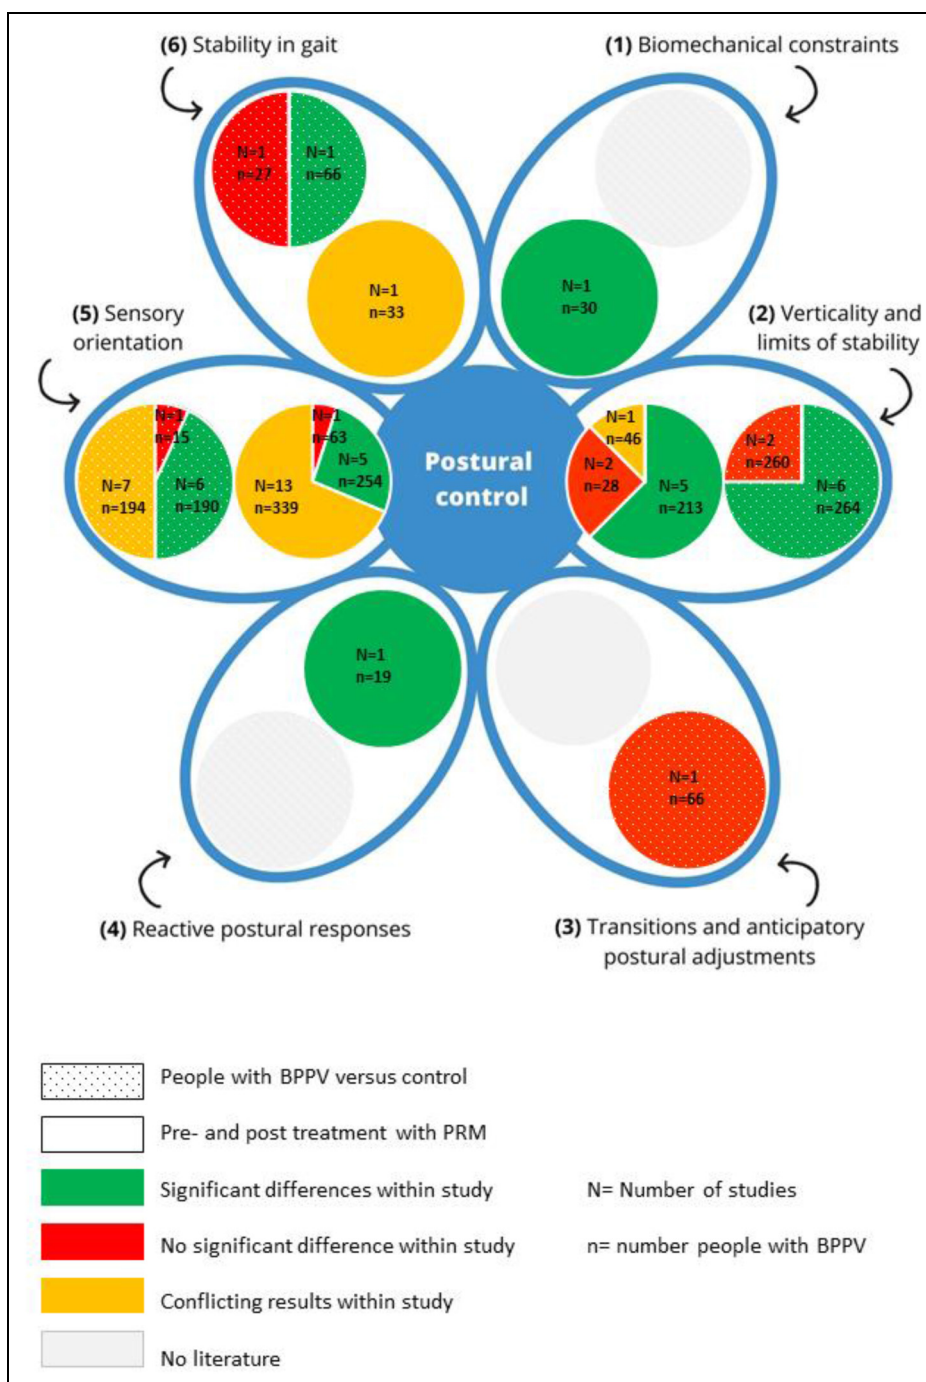 (6) Stability in gait
(1) Biomechanical constraints
N=1
n=27
N=1
n=66
N=1
n=33
N=1
n=30
(5) Sensory
orientation
(2) Verticality and
limits of stability
N=1
n=15
N=7
n=194
N=6
n=190
N=1
n=63
N=5
n=254
N=13
n=339
Postural
control
N=1
n=46
N=2
n=28
N=5
n=213
N=2
n=260
N=6
n=264
N=1
n=19
N=1
n=66
(4) Reactive postural responses
(3) Transitions and anticipatory
postural adjustments
People with BPPV versus control
Pre- and post treatment with PRM
Significant differences within study
N= Number of studies
No significant difference within study
n= number people with BPPV
Conflicting results within study
No literature